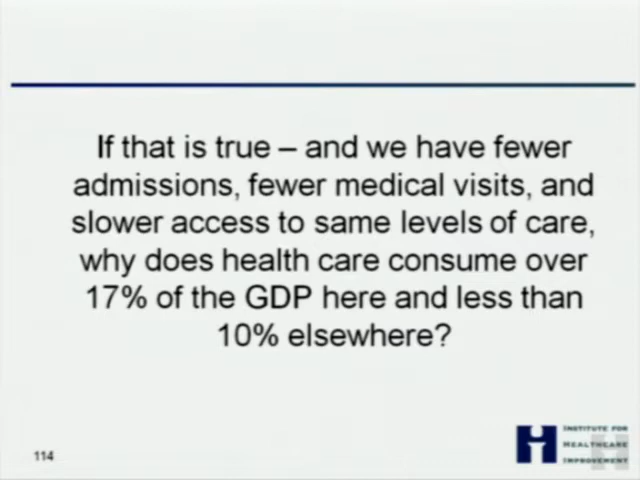 If that is true – and we have fewer
admissions, fewer medical visits, and
slower access to same levels of care,
why does health care consume over
17% of the GDP here and less than
10% elsewhere?
114
INSTITUTE FOR
HEALTHCARE
IMPROVEMENT